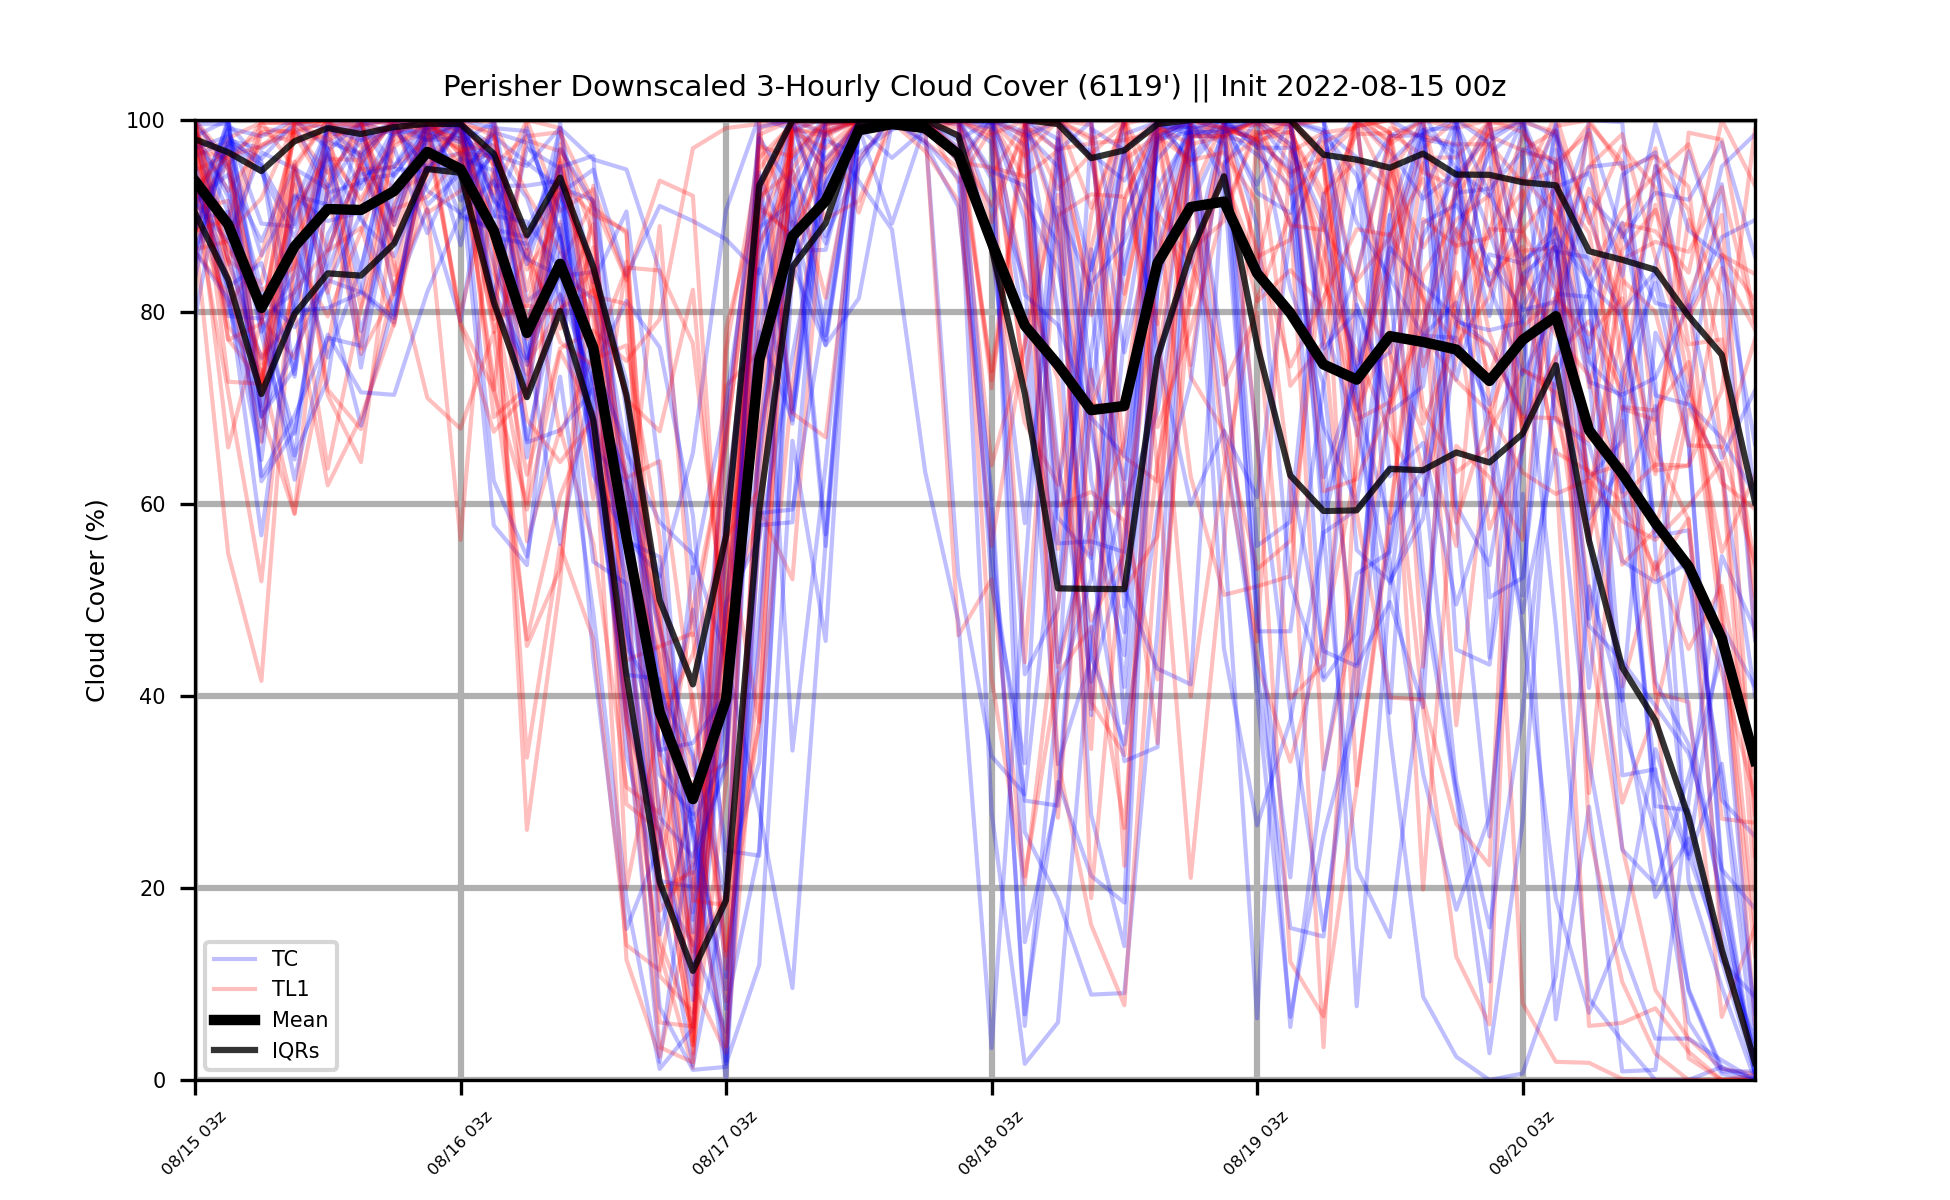 Perisher Downscaled 3-Hourly Cloud Cover (6119') || Init 2022-08-15 00z
Cloud Cover (%)
100
80
60
40
20
0
TC
TL1
Mean
IQRs
08/15 03z
08/16 03z
08/17 03z
08/18 03z
08/19 03z
08/20 03z